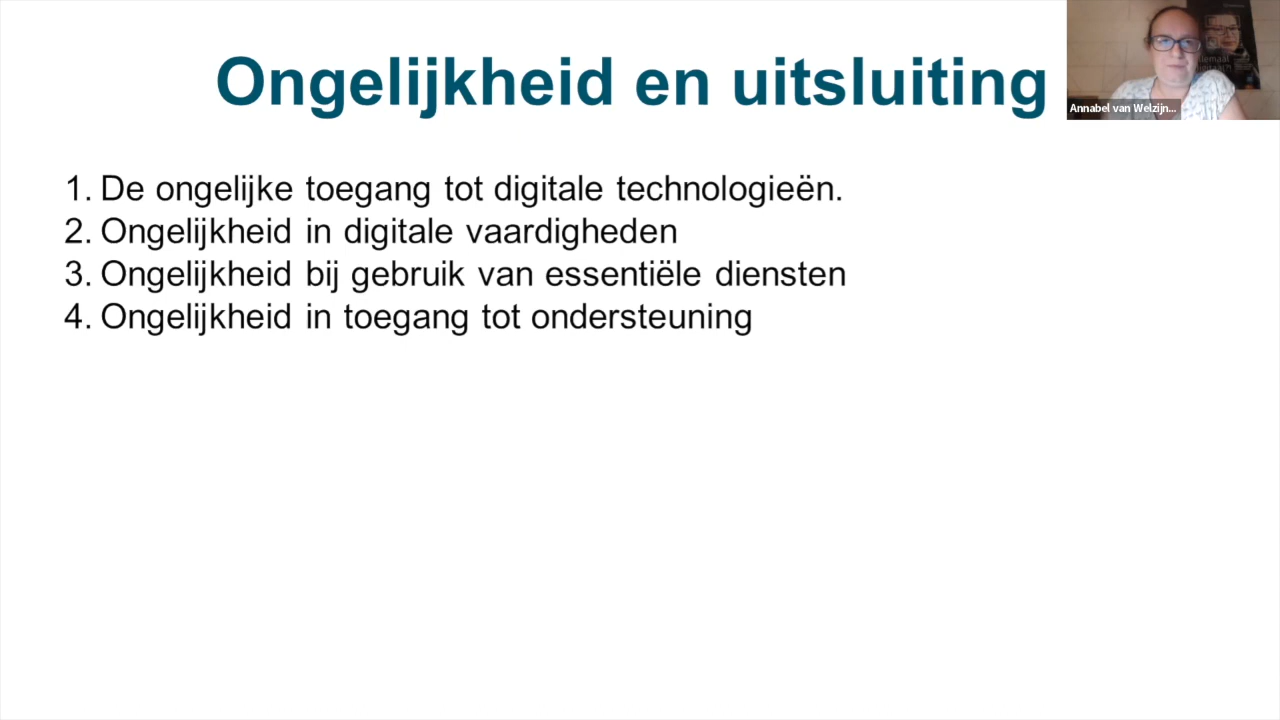 Ongelijkheid en uitsluiting
Annabel van Welzijn...
1. De ongelijke toegang tot digitale technologieën.
2. Ongelijkheid in digitale vaardigheden
3. Ongelijkheid bij gebruik van essentiële diensten
4. Ongelijkheid in toegang tot ondersteuning